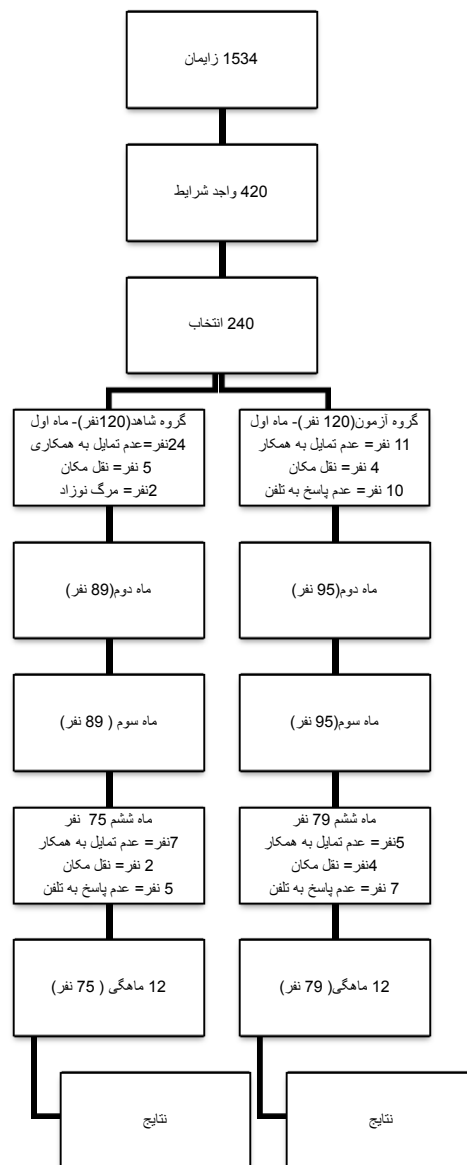 1534 زایمان
420 واجد شرایط
240 انتخاب
گروه آزمون(120 نفر)- ماه اول
11 نفر= عدم تمایل به همکار
4 نفر= نقل مکان
10 نفر= عدم پاسخ به تلفن
گروه شاهد(120نفر)- ماه اول
24نفر=عدم تمایل به همکاری
5 نفر= نقل مکان
2نفر= مرگ نوزاد
ماه دوم(95 نفر)
ماه دوم(89 نفر)
ماه سوم(95 نفر)
ماه سوم ( 89 نفر)
ماه ششم 79 نفر
5نفر= عدم تمایل به همکار
4نفر= نقل مکان
7 نفر= عدم پاسخ به تلفن
ماه ششم 75 نفر
7نفر= عدم تمایل به همکار
2 نفر= نقل مکان
5 نفر= عدم پاسخ به تلفن
12 ماهگی( 79 نفر)
12 ماهگی ( 75 نفر)
نتایج
نتایج